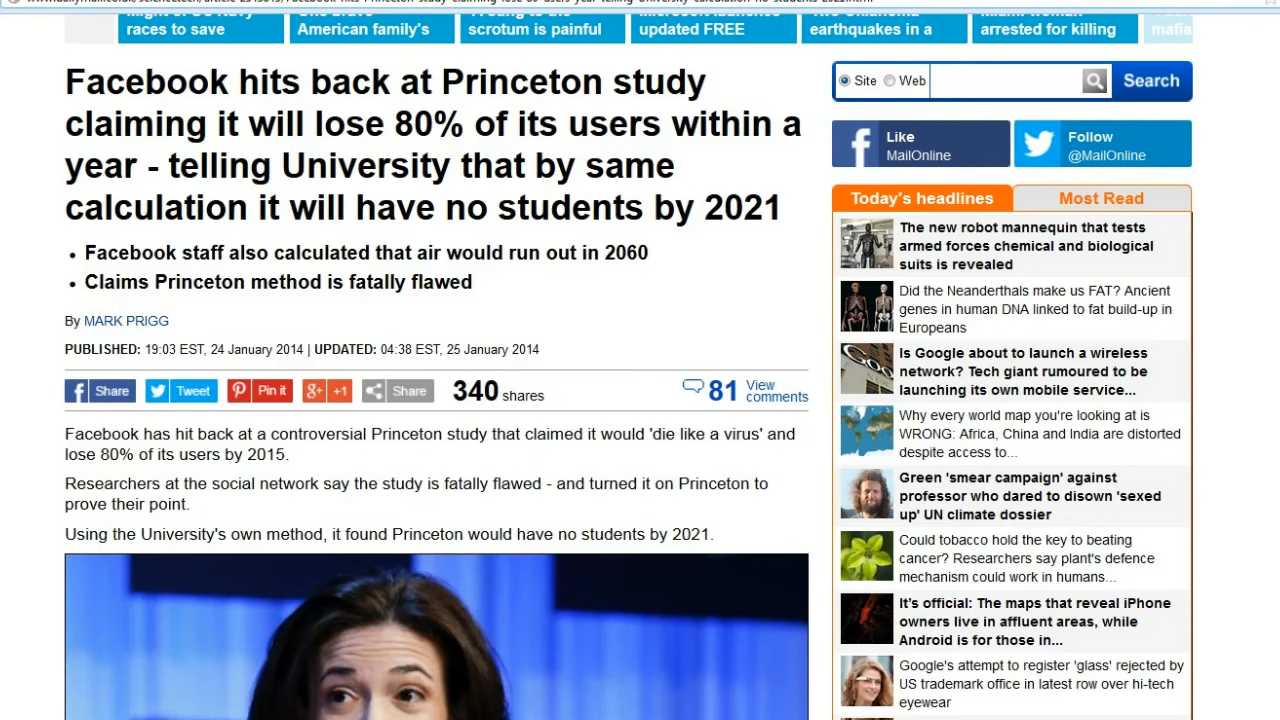 races to save
American family's
scrotum is painful
updated FREE
earthquakes in a
arrested for killing
mafia
Facebook hits back at Princeton study
claiming it will lose 80% of its users within a
year - telling University that by same
calculation it will have no students by 2021
• Facebook staff also calculated that air would run out in 2060
• Claims Princeton method is fatally flawed
By MARK PRIGG
PUBLISHED: 19:03 EST, 24 January 2014 | UPDATED: 04:38 EST, 25 January 2014
Share
Tweet
Pin it
+1
Share
340 shares
81 View comments
Facebook has hit back at a controversial Princeton study that claimed it would 'die like a virus' and
lose 80% of its users by 2015.
Researchers at the social network say the study is fatally flawed - and turned it on Princeton to
prove their point.
Using the University's own method, it found Princeton would have no students by 2021.
Site Web Search
Like
MailOnline
Follow
@MailOnline
Today's headlines Most Read
The new robot mannequin that tests
armed forces chemical and biological
suits is revealed
Did the Neanderthals make us FAT? Ancient
genes in human DNA linked to fat build-up in
Europeans
Is Google about to launch a wireless
network? Tech giant rumoured to be
launching its own mobile service...
Why every world map you're looking at is
WRONG: Africa, China and India are distorted
despite access to...
Green 'smear campaign' against
professor who dared to disown 'sexed
up' UN climate dossier
Could tobacco hold the key to beating
cancer? Researchers say plant's defence
mechanism could work in humans...
It's official: The maps that reveal iPhone
owners live in affluent areas, while
Android is for those in...
Google's attempt to register 'glass' rejected by
US trademark office in latest row over hi-tech
eyewear